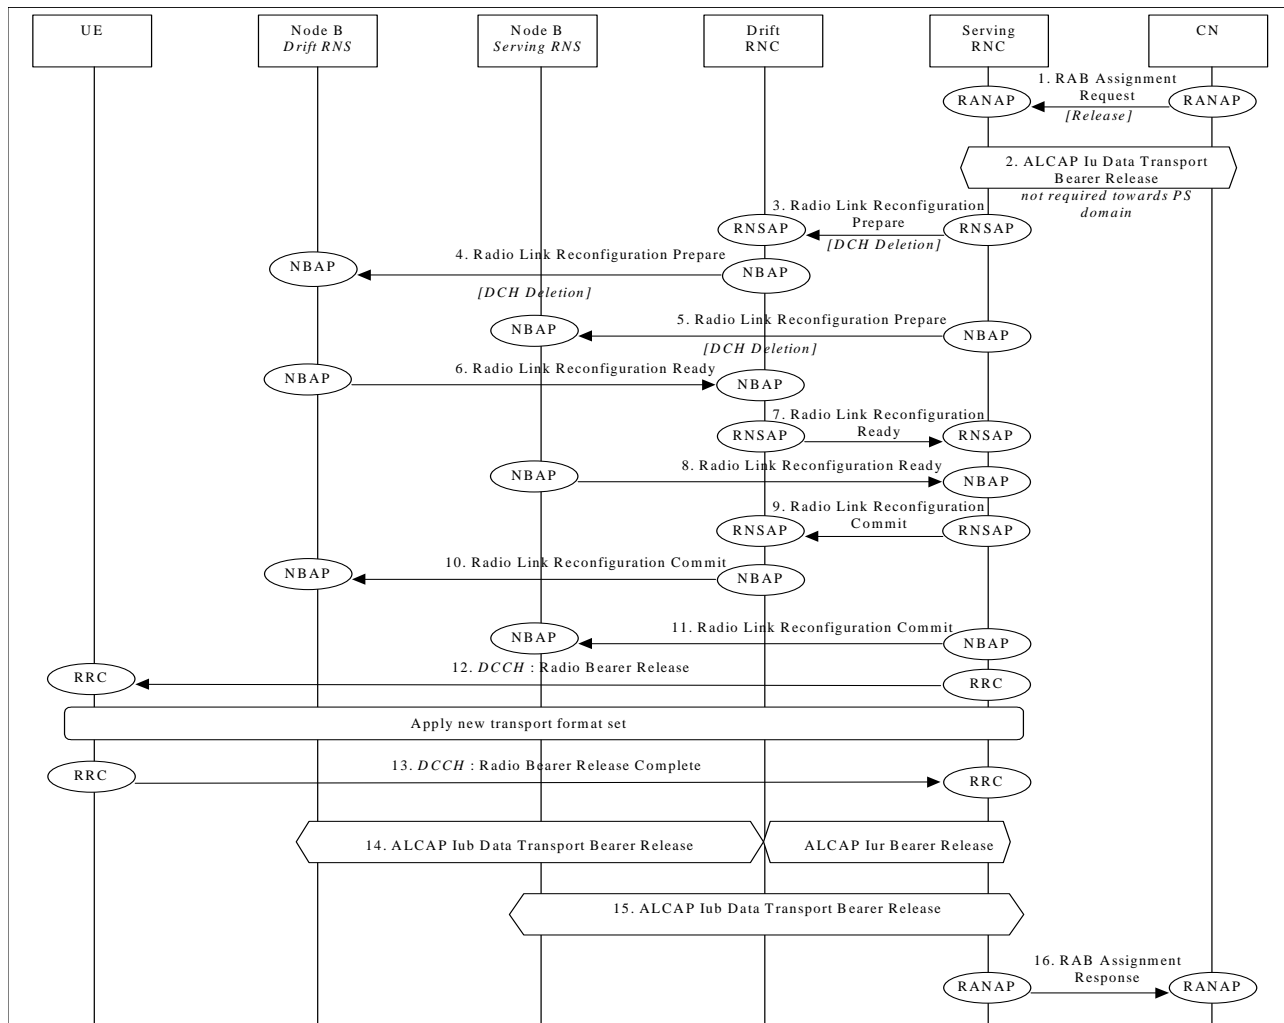 UE
Node B
Drift RNS
Node B
Serving RNS
Drift
RNC
Serving
RNC
CN
1. RAB Assignment
Request
[Release]
RANAP
RANAP
2. ALCAP Iu Data Transport
Bearer Release
not required towards PS
domain
3. Radio Link Reconfiguration
Prepare
[DCH Deletion]
RNSAP
RNSAP
4. Radio Link Reconfiguration Prepare
[DCH Deletion]
NBAP
NBAP
5. Radio Link Reconfiguration Prepare
[DCH Deletion]
NBAP
NBAP
6. Radio Link Reconfiguration Ready
NBAP
NBAP
7. Radio Link Reconfiguration
Ready
RNSAP
RNSAP
8. Radio Link Reconfiguration Ready
NBAP
NBAP
9. Radio Link Reconfiguration
Commit
RNSAP
RNSAP
10. Radio Link Reconfiguration Commit
NBAP
NBAP
11. Radio Link Reconfiguration Commit
NBAP
NBAP
12. DCCH : Radio Bearer Release
RRC
RRC
Apply new transport format set
13. DCCH : Radio Bearer Release Complete
RRC
RRC
14. ALCAP Iub Data Transport Bearer Release
ALCAP Iur Bearer Release
15. ALCAP Iub Data Transport Bearer Release
16. RAB Assignment
Response
RANAP
RANAP